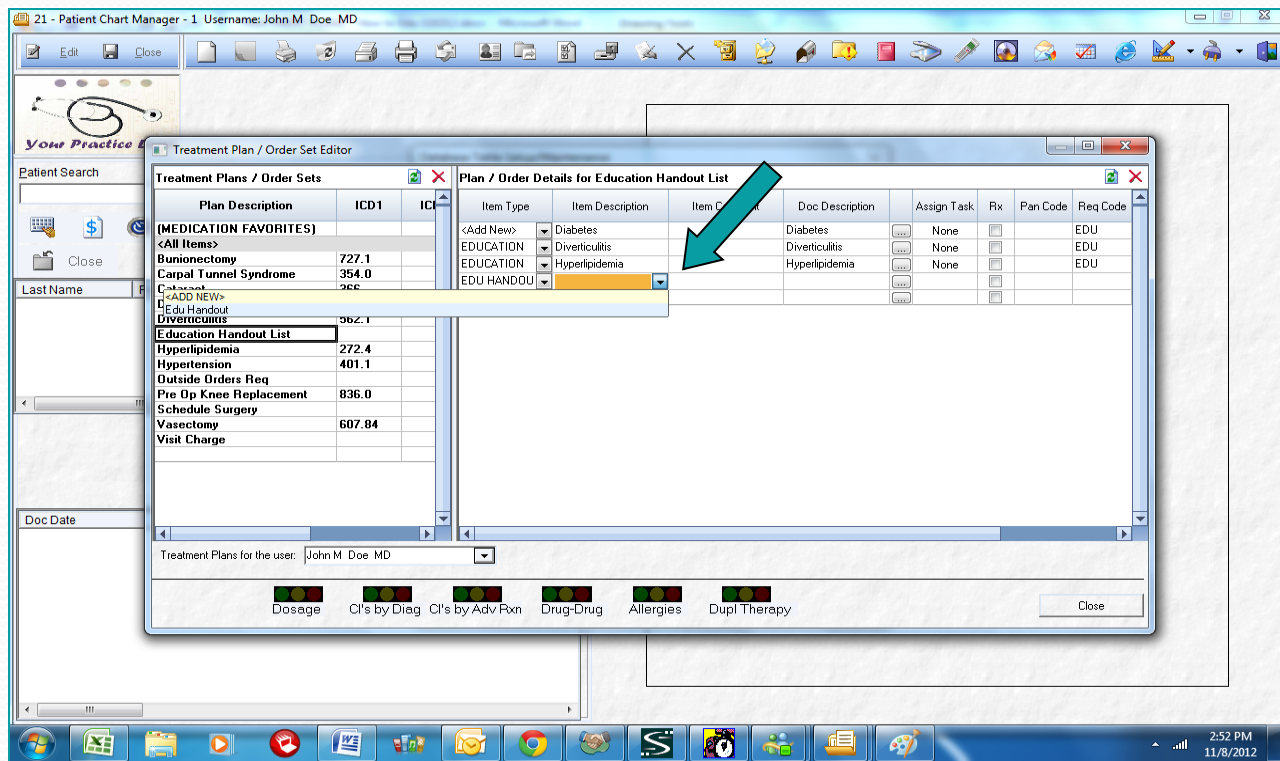 21 - Patient Chart Manager - 1 Username: John M Doe MD
Edit Close
Your Practice
Patient Search
Close
Last Name
Doc Date
Treatment Plan / Order Set Editor
Treatment Plans / Order Sets
Plan Description ICD1
(MEDICATION FAVORITES)
<All Items>
Bunionectomy 727.1
Carpal Tunnel Syndrome 354.0
Cataract 366
<ADD NEW>
Edu Handout
Diverticulitis 562.1
Education Handout List
Hyperlipidemia 272.4
Hypertension 401.1
Outside Orders Req
Pre Op Knee Replacement 836.0
Schedule Surgery
Vasectomy 607.84
Visit Charge
Plan / Order Details for Education Handout List
Item Type Item Description Item Doc Description Assign Task Rx Pan Code Req Code
<Add New> Diabetes Diabetes ... None EDU
EDUCATION Diverticulitis Diverticulitis ... None EDU
EDUCATION Hyperlipidemia Hyperlipidemia ... None EDU
EDU HANDOU ...
...
Treatment Plans for the user: John M Doe MD
Dosage CI's by Diag CI's by Adv Rxn Drug-Drug Allergies Dupl Therapy
Close
2:52 PM
11/8/2012